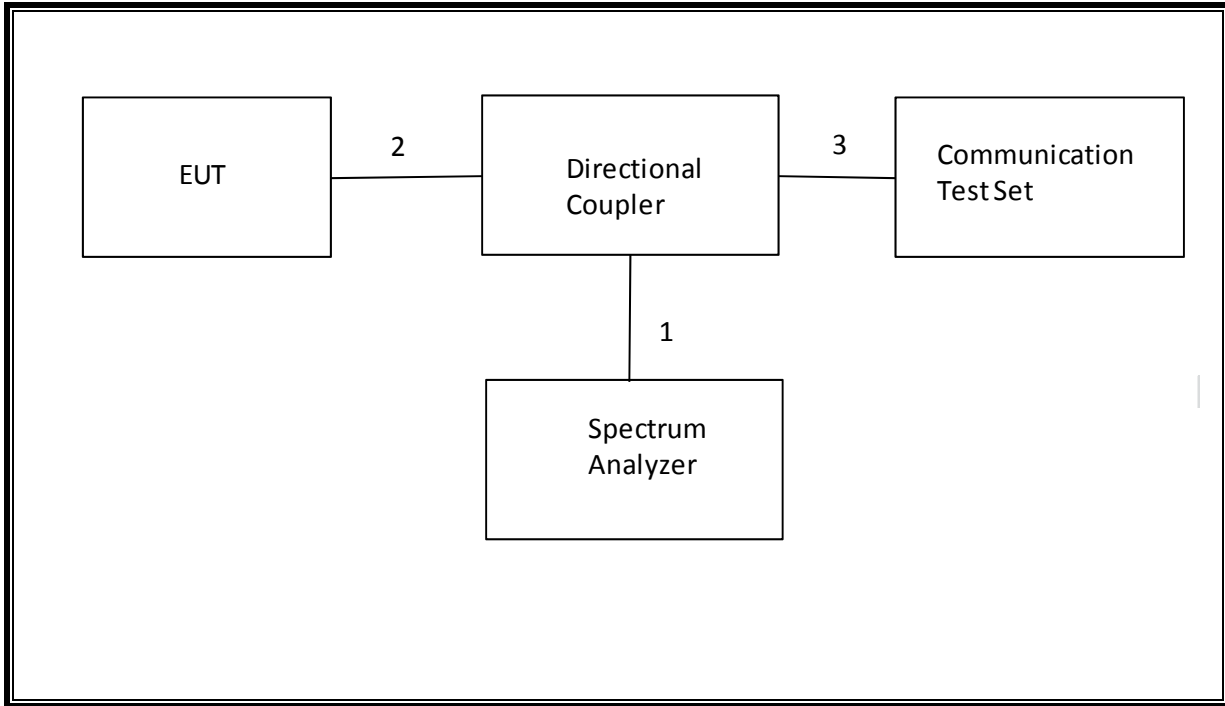 EUT
2
Directional
Coupler
3
Communication
Test Set
1
Spectrum
Analyzer